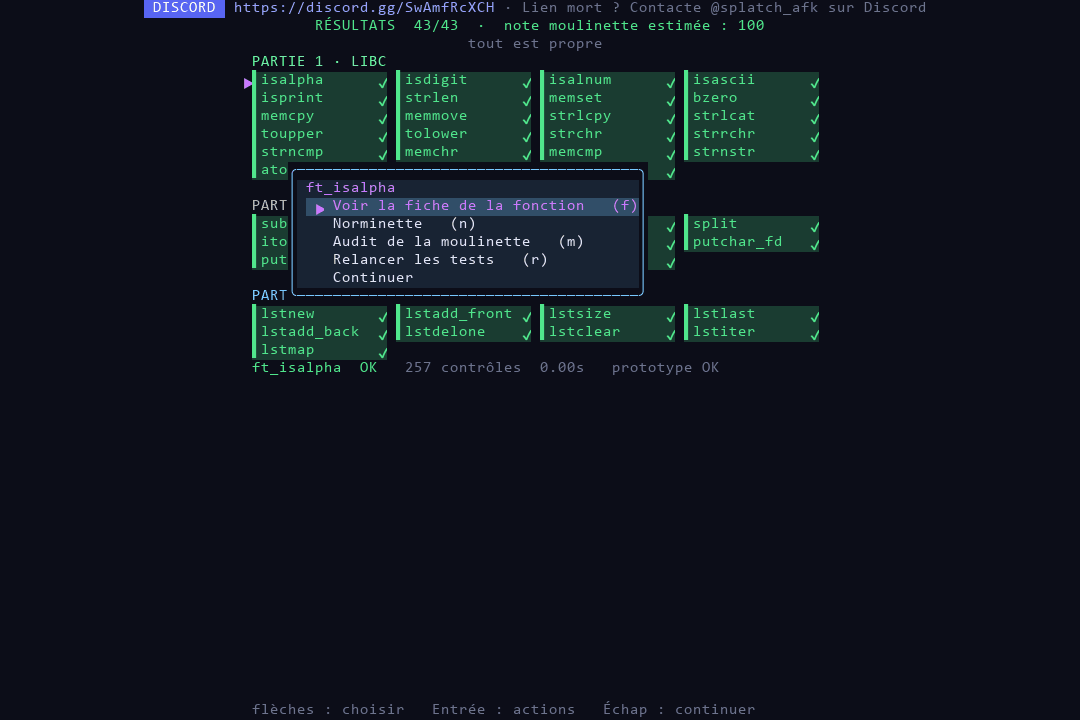 DISCORD https://discord.gg/SwAmfRcXCH · Lien mort ? Contacte @splatch_afk sur Discord
RÉSULTATS 43/43 · note moulinette estimée : 100
tout est propre
PARTIE 1 · LIBC
isalpha ✓ isdigit ✓ isalnum ✓ isascii ✓
isprint ✓ strlen ✓ memset ✓ bzero ✓
memcpy ✓ memmove ✓ strlcpy ✓ strlcat ✓
toupper ✓ tolower ✓ strchr ✓ strrchr ✓
strncmp ✓ memchr ✓ memcmp ✓ strnstr ✓
ato ✓
ft_isalpha
PART
Voir la fiche de la fonction (f)
sub Norminette (n) ✓ split ✓
ito Audit de la moulinette (m) ✓ putchar_fd ✓
put Relancer les tests (r) ✓
Continuer
PART
lstnew ✓ lstadd_front ✓ lstsize ✓ lstlast ✓
lstadd_back ✓ lstdelone ✓ lstclear ✓ lstiter ✓
lstmap ✓
ft_isalpha OK 257 contrôles 0.00s prototype OK
flèches : choisir Entrée : actions Échap : continuer